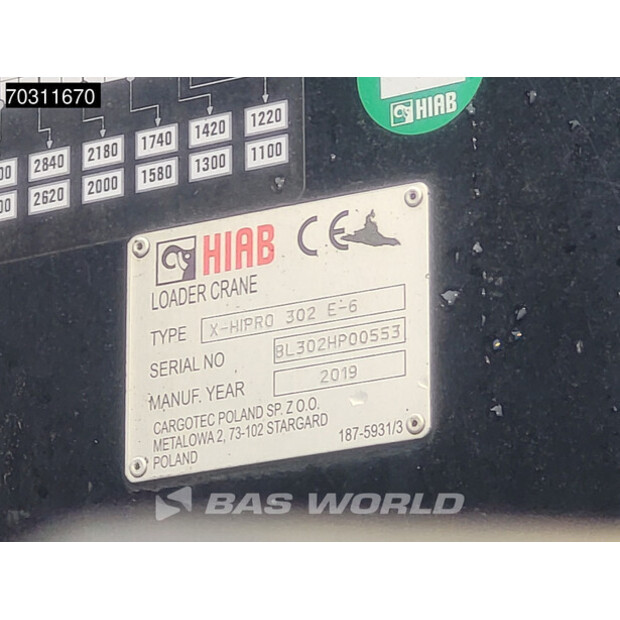 70311670
HIAB
2840 2180 1740 1420 1220
2620 2000 1580 1300 1100
HIAB CE
LOADER CRANE
TYPE X-HIPRO 302 E-6
SERIAL NO BL302HP00553
MANUF. YEAR 2019
CARGOTEC POLAND SP. Z O.O.
METALOWA 2, 73-102 STARGARD
POLAND
187-5931/3
BAS WORLD